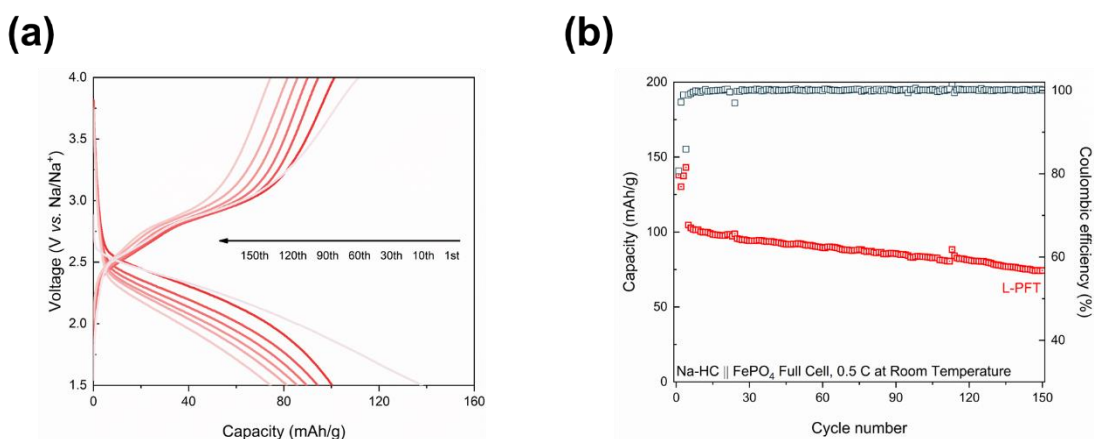 (a)
4.0
3.5
3.0
2.5
2.0
1.5
Voltage (V vs. Na/Na⁺)
150th 120th 90th 60th 30th 10th 1st
0 40 80 120 160
Capacity (mAh/g)
(b)
200
150
100
50
0
Capacity (mAh/g)
100
80
60
40
Coulombic efficiency (%)
L-PFT
Na-HC || FePO₄ Full Cell, 0.5 C at Room Temperature
0 30 60 90 120 150
Cycle number